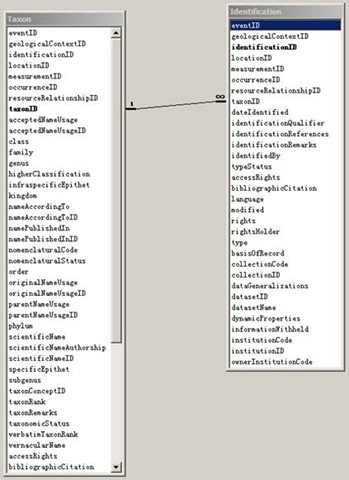 Taxon
eventID
geologicalContextID
identificationID
locationID
measurementID
occurrenceID
resourceRelationshipID
taxonID
acceptedNameUsage
acceptedNameUsageID
class
family
genus
higherClassification
infraspecificEpithet
kingdom
nameAccordingTo
nameAccordingToID
namePublishedIn
namePublishedInID
nomenclaturalCode
nomenclaturalStatus
order
originalNameUsage
originalNameUsageID
parentNameUsage
parentNameUsageID
phylum
scientificName
scientificNameAuthorship
scientificNameID
specificEpithet
subgenus
taxonConceptID
taxonRank
taxonRemarks
taxonomicStatus
verbatimTaxonRank
vernacularName
accessRights
bibliographicCitation
1
∞
Identification
eventID
geologicalContextID
identificationID
locationID
measurementID
occurrenceID
resourceRelationshipID
taxonID
dateIdentified
identificationQualifier
identificationReferences
identificationRemarks
identifiedBy
typeStatus
accessRights
bibliographicCitation
language
modified
rights
rightsHolder
type
basisOfRecord
collectionCode
collectionID
dataGeneralizations
datasetID
datasetName
dynamicProperties
informationWithheld
institutionCode
institutionID
ownerInstitutionCode